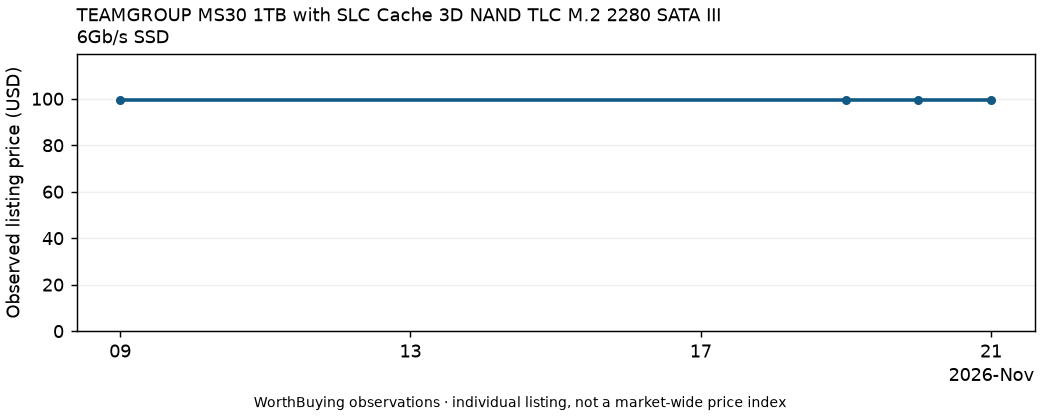 TEAMGROUP MS30 1TB with SLC Cache 3D NAND TLC M.2 2280 SATA III
6Gb/s SSD
Observed listing price (USD)
100
80
60
40
20
0
09
13
17
21
2026-Nov
WorthBuying observations · individual listing, not a market-wide price index